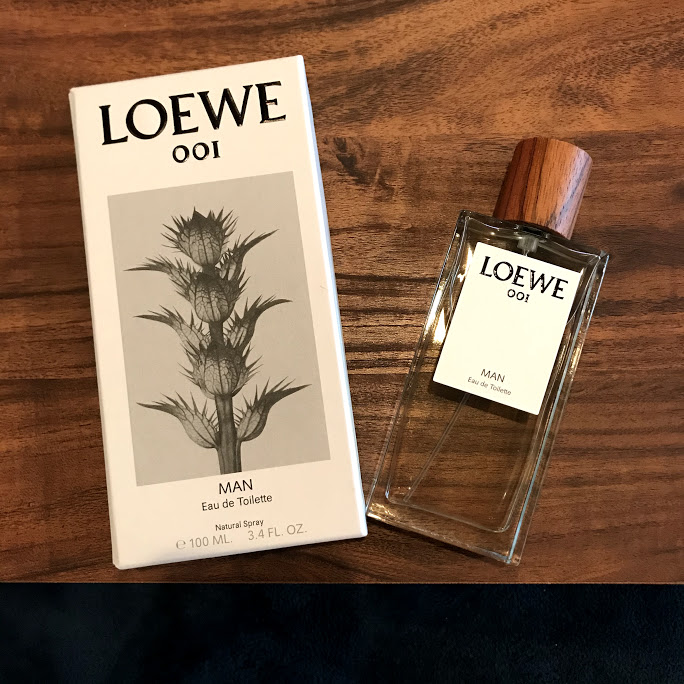 LOEWE
001
MAN
Eau de Toilette
Natural Spray
℮ 100 ML. 3.4 FL. OZ.
LOEWE
001
MAN
Eau de Toilette